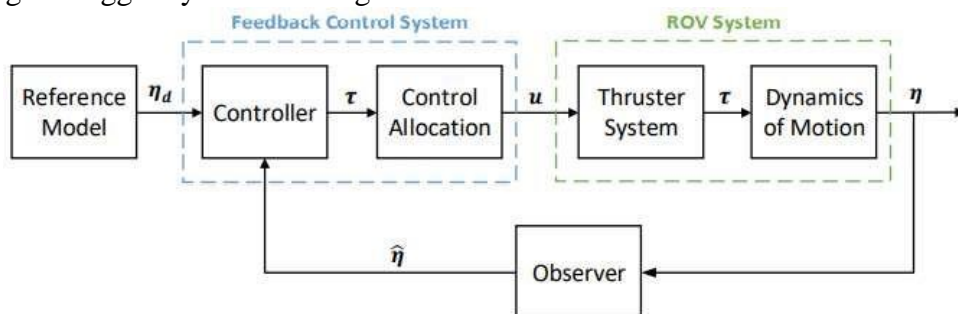 Feedback Control System
ROV System
Reference
Model
η_d
Controller
τ
Control
Allocation
u
Thruster
System
τ
Dynamics
of Motion
η
η̂
Observer